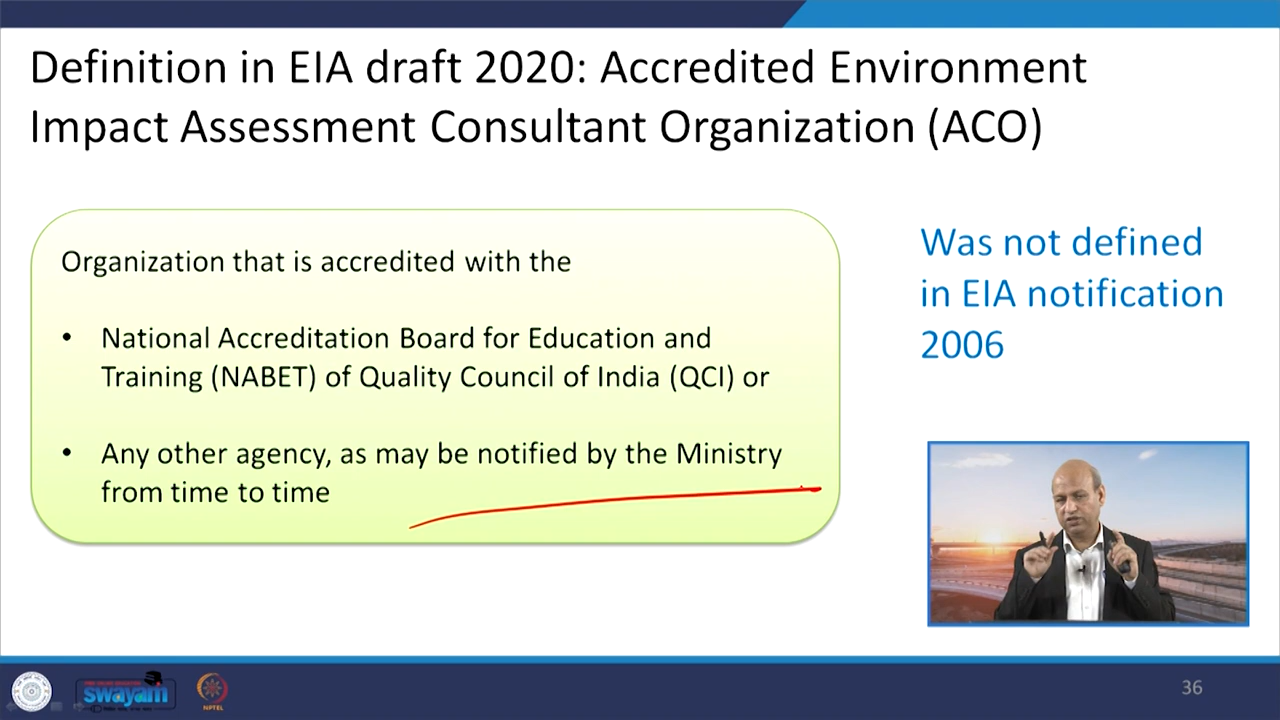 Definition in EIA draft 2020: Accredited Environment
Impact Assessment Consultant Organization (ACO)
Organization that is accredited with the
• National Accreditation Board for Education and
Training (NABET) of Quality Council of India (QCI) or
• Any other agency, as may be notified by the Ministry
from time to time
Was not defined
in EIA notification
2006
swayam
NPTEL
36